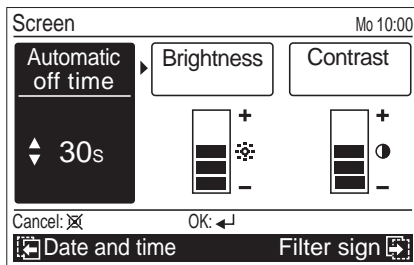 Screen Mo 10:00
Automatic off time Brightness Contrast
30s
+ +
– –
Cancel: OK:
Date and time Filter sign